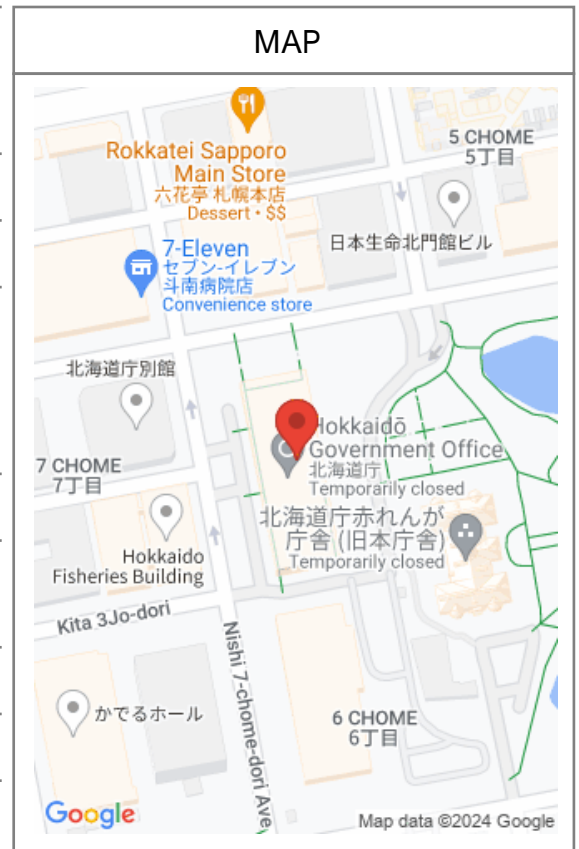 MAP
Rokkatei Sapporo
Main Store
六花亭 札幌本店
Dessert • $$
5 CHOME
5丁目
日本生命北門館ビル
7-Eleven
セブン-イレブン
斗南病院店
Convenience store
北海道庁別館
Hokkaidō
Government Office
北海道庁
Temporarily closed
7 CHOME
7丁目
北海道庁赤れんが
庁舎 (旧本庁舎)
Temporarily closed
Hokkaido
Fisheries Building
Kita 3Jo-dori
Nishi 7-chome-dori Ave
かでるホール
6 CHOME
6丁目
Google
Map data ©2024 Google